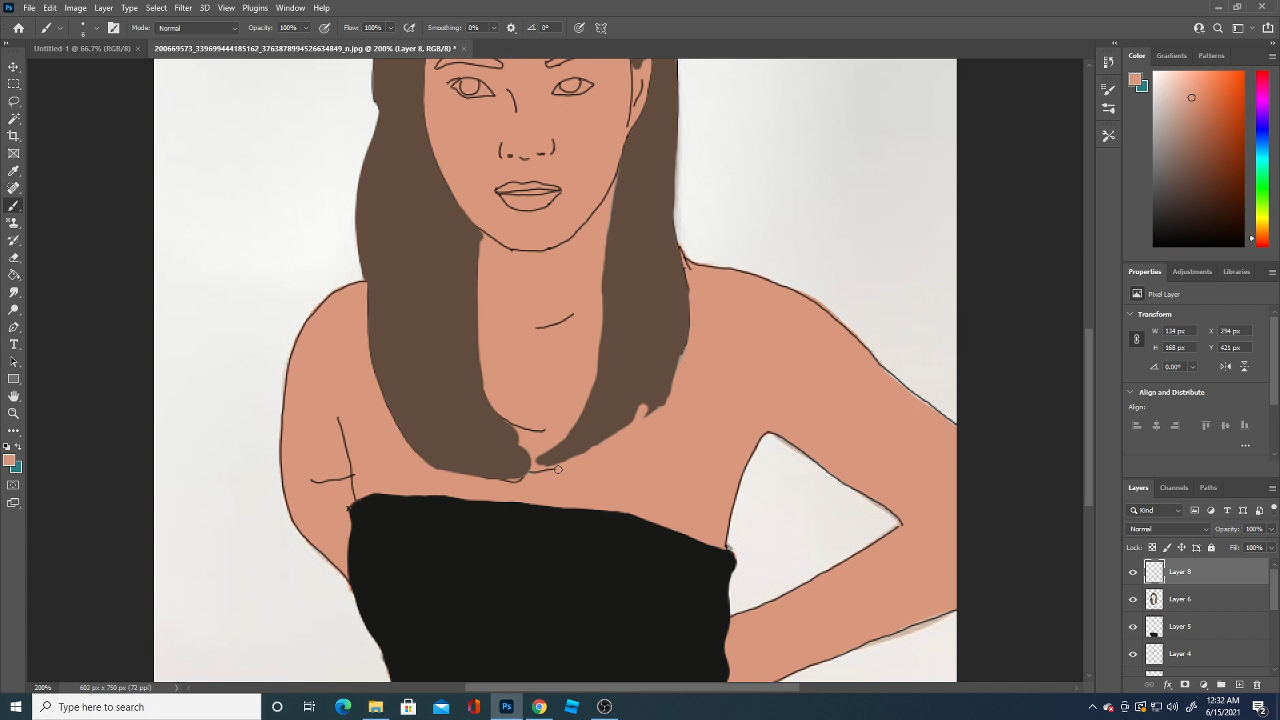 File Edit Image Layer Type Select Filter 3D View Plugins Window Help
6 Mode: Normal Opacity: 100% Flow: 100% Smoothing: 0% 0°
Untitled-1 @ 66.7% (RGB/8) × 200669573_339699444185162_3763878994526634849_n.jpg @ 200% (Layer 8, RGB/8) * ×
Color Gradients Patterns
Properties Adjustments Libraries
Pixel Layer
Transform
W 134 px X 294 px
H 168 px Y 421 px
0.00°
Align and Distribute
Align:
Layers Channels Paths
Kind
Normal Opacity: 100%
Lock: Fill: 100%
Layer 8
Layer 6
Layer 5
Layer 4
200% 602 px x 750 px (72 ppi)
Type here to search
12:32 AM
6/15/2021